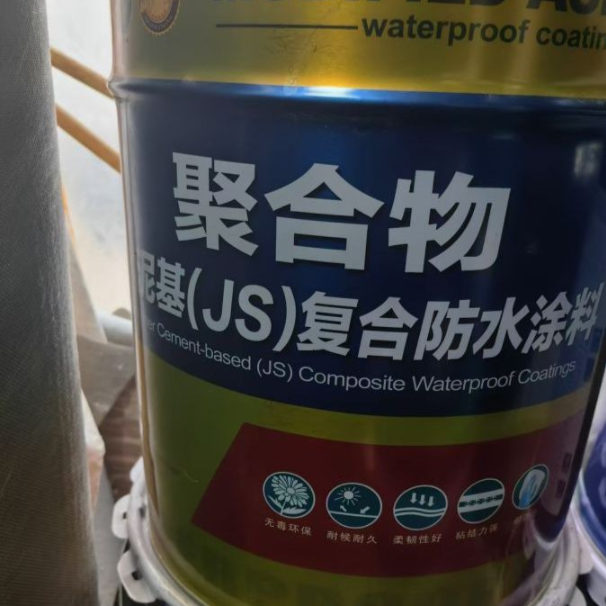 waterproof coatin
聚合物
泥基(JS)复合防水涂料
er Cement-based (JS) Composite Waterproof Coatings
无毒环保 耐候耐久 柔韧性好 粘结力强